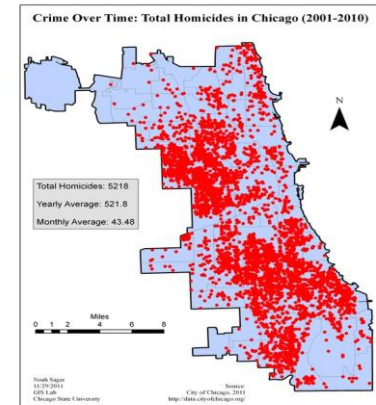 Crime Over Time: Total Homicides in Chicago (2001-2010)
N
Total Homicides: 5218
Yearly Average: 521.8
Monthly Average: 43.48
Miles
0 1 2 4 6 8
Noah Sager
11/29/2011
GIS Lab
Chicago State University
Source:
City of Chicago, 2011
http://data.cityofchicago.org/